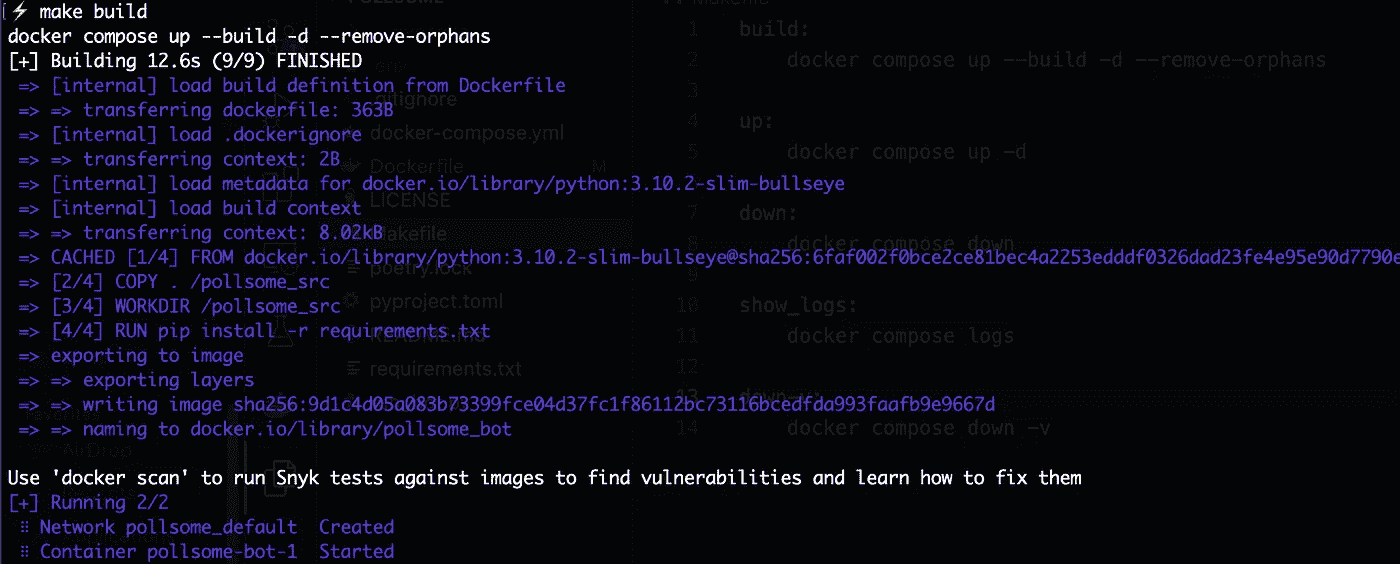 ⚡ make build
docker compose up --build -d --remove-orphans
[+] Building 12.6s (9/9) FINISHED
=> [internal] load build definition from Dockerfile
=> => transferring dockerfile: 363B
=> [internal] load .dockerignore
=> => transferring context: 2B
=> [internal] load metadata for docker.io/library/python:3.10.2-slim-bullseye
=> [internal] load build context
=> => transferring context: 8.02kB
=> CACHED [1/4] FROM docker.io/library/python:3.10.2-slim-bullseye@sha256:6faf002f0bce2ce81bec4a2253edddf0326dad23fe4e95e90d7790e
=> [2/4] COPY . /pollsome_src
=> [3/4] WORKDIR /pollsome_src
=> [4/4] RUN pip install -r requirements.txt
=> exporting to image
=> => exporting layers
=> => writing image sha256:9d1c4d05a083b73399fce04d37fc1f86112bc73116bcedfda993faafb9e9667d
=> => naming to docker.io/library/pollsome_bot
Use 'docker scan' to run Snyk tests against images to find vulnerabilities and learn how to fix them
[+] Running 2/2
⠿ Network pollsome_default Created
⠿ Container pollsome-bot-1 Started
.gitignore
docker-compose.yml
Dockerfile M
LICENSE
Makefile
poetry.lock
pyproject.toml
README.md
requirements.txt
AirDrop
1 build:
2 docker compose up --build -d --remove-orphans
3
4 up:
5 docker compose up -d
7 down:
8 docker compose down
9
10 show_logs:
11 docker compose logs
12
13
14 docker compose down -v